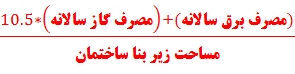 (مصرف برق سالانه)+(مصرف گاز سالانه)*10.5
مساحت زیر بنا ساختمان